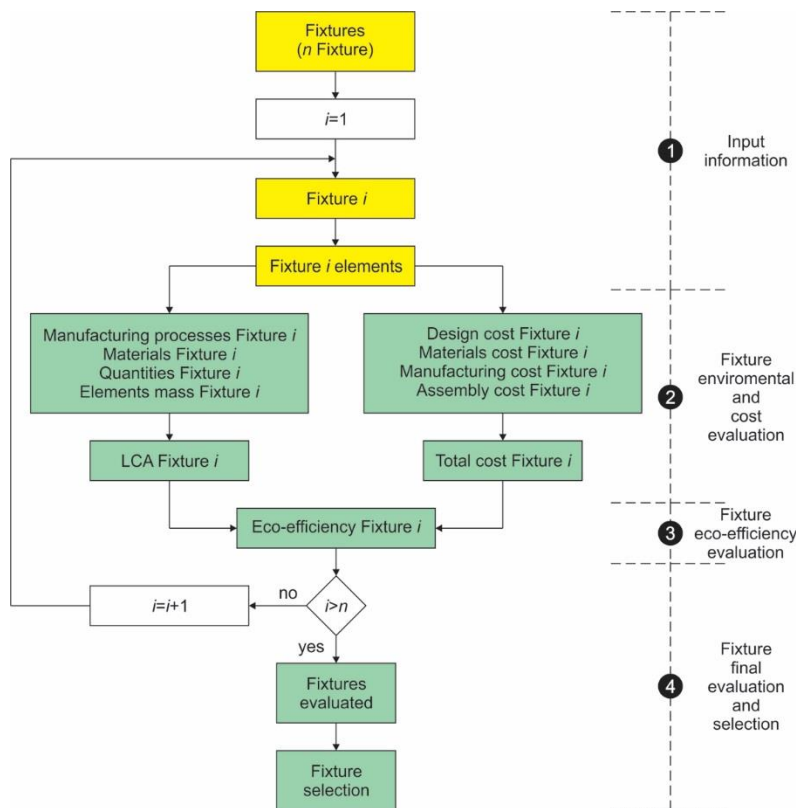 Fixtures
(n Fixture)
i=1
1
Input
information
Fixture i
Fixture i elements
Manufacturing processes Fixture i
Materials Fixture i
Quantities Fixture i
Elements mass Fixture i
Design cost Fixture i
Materials cost Fixture i
Manufacturing cost Fixture i
Assembly cost Fixture i
2
Fixture
enviromental
and
cost
evaluation
LCA Fixture i
Total cost Fixture i
Eco-efficiency Fixture i
3
Fixture
eco-efficiency
evaluation
i=i+1
no
i>n
yes
Fixtures
evaluated
Fixture
selection
4
Fixture
final
evaluation
and
selection